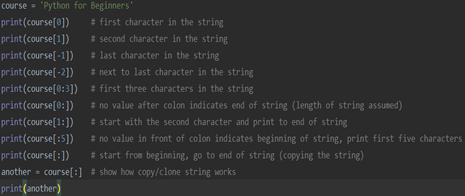 course = 'Python for Beginners'
print(course[0]) # first character in the string
print(course[1]) # second character in the string
print(course[-1]) # last character in the string
print(course[-2]) # next to last character in the string
print(course[0:3]) # first three characters in the string
print(course[0:]) # no value after colon indicates end of string (length of string assumed)
print(course[1:] # start with the second character and print to end of string
print(course[:5]) # no value in front of colon indicates beginning of string, print first five characters
print(course[:]) # start from beginning, go to end of string (copying the string)
another = course[:] # show how copy/clone string works
print(another)